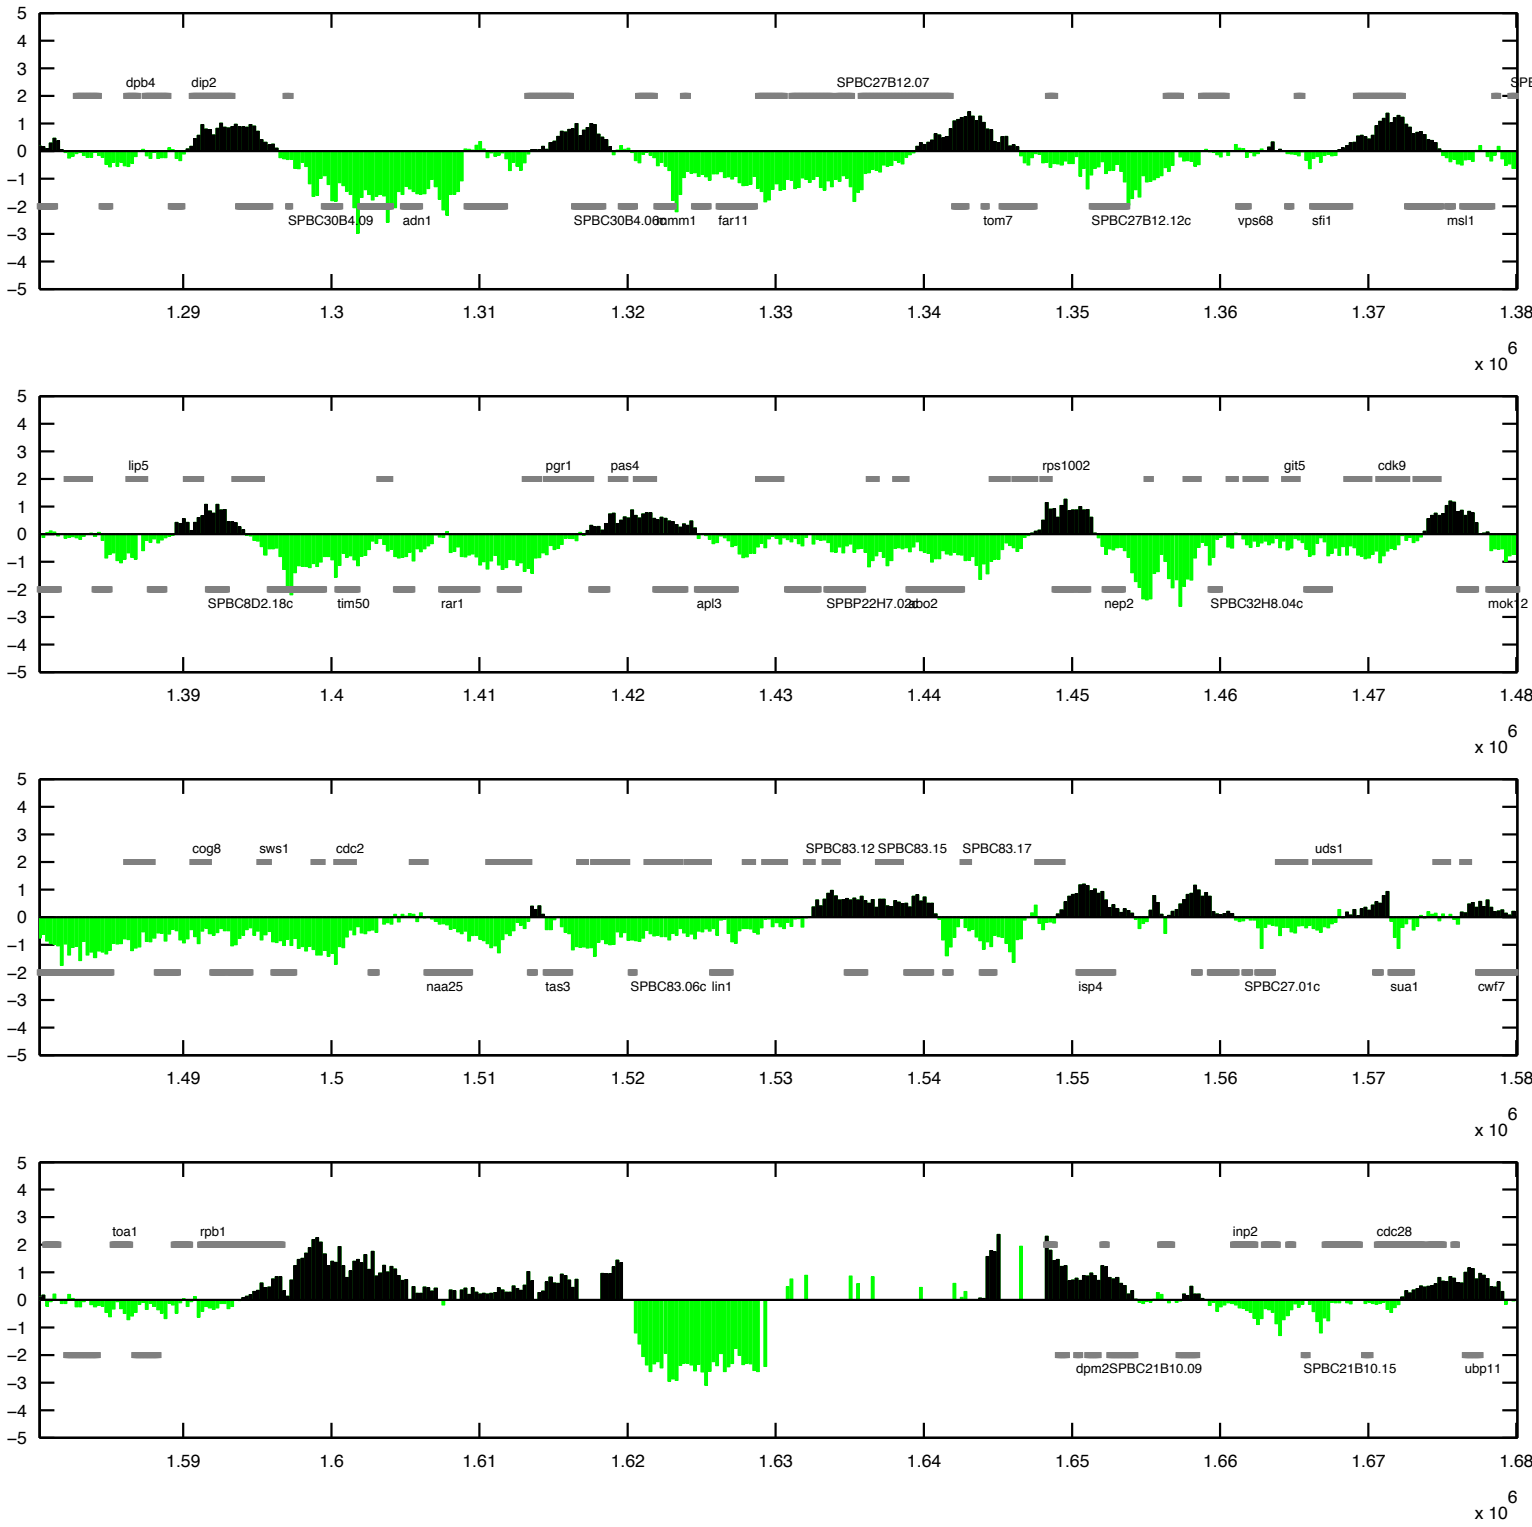 5
4
3
2
1
0
−1
−2
−3
−4
−5
dpb4 dip2 SPBC27B12.07
SPBC30B4.09 adn1 SPBC30B4.06c mmm1 far11 tom7 SPBC27B12.12c vps68 sfi1 msl1
1.29 1.3 1.31 1.32 1.33 1.34 1.35 1.36 1.37 1.38
x 10^6
5
4
3
2
1
0
−1
−2
−3
−4
−5
lip5 pgr1 pas4 rps1002 git5 cdk9
SPBC8D2.18c tim50 rar1 apl3 SPBP22H7.02c abo2 nep2 SPBC32H8.04c mok12
1.39 1.4 1.41 1.42 1.43 1.44 1.45 1.46 1.47 1.48
x 10^6
5
4
3
2
1
0
−1
−2
−3
−4
−5
cog8 sws1 cdc2 SPBC83.12 SPBC83.15 SPBC83.17 uds1
naa25 tas3 SPBC83.06c lin1 isp4 SPBC27.01c sua1 cwf7
1.49 1.5 1.51 1.52 1.53 1.54 1.55 1.56 1.57 1.58
x 10^6
5
4
3
2
1
0
−1
−2
−3
−4
−5
toa1 rpb1 inp2 cdc28
dpm2 SPBC21B10.09 SPBC21B10.15 ubp11
1.59 1.6 1.61 1.62 1.63 1.64 1.65 1.66 1.67 1.68
x 10^6